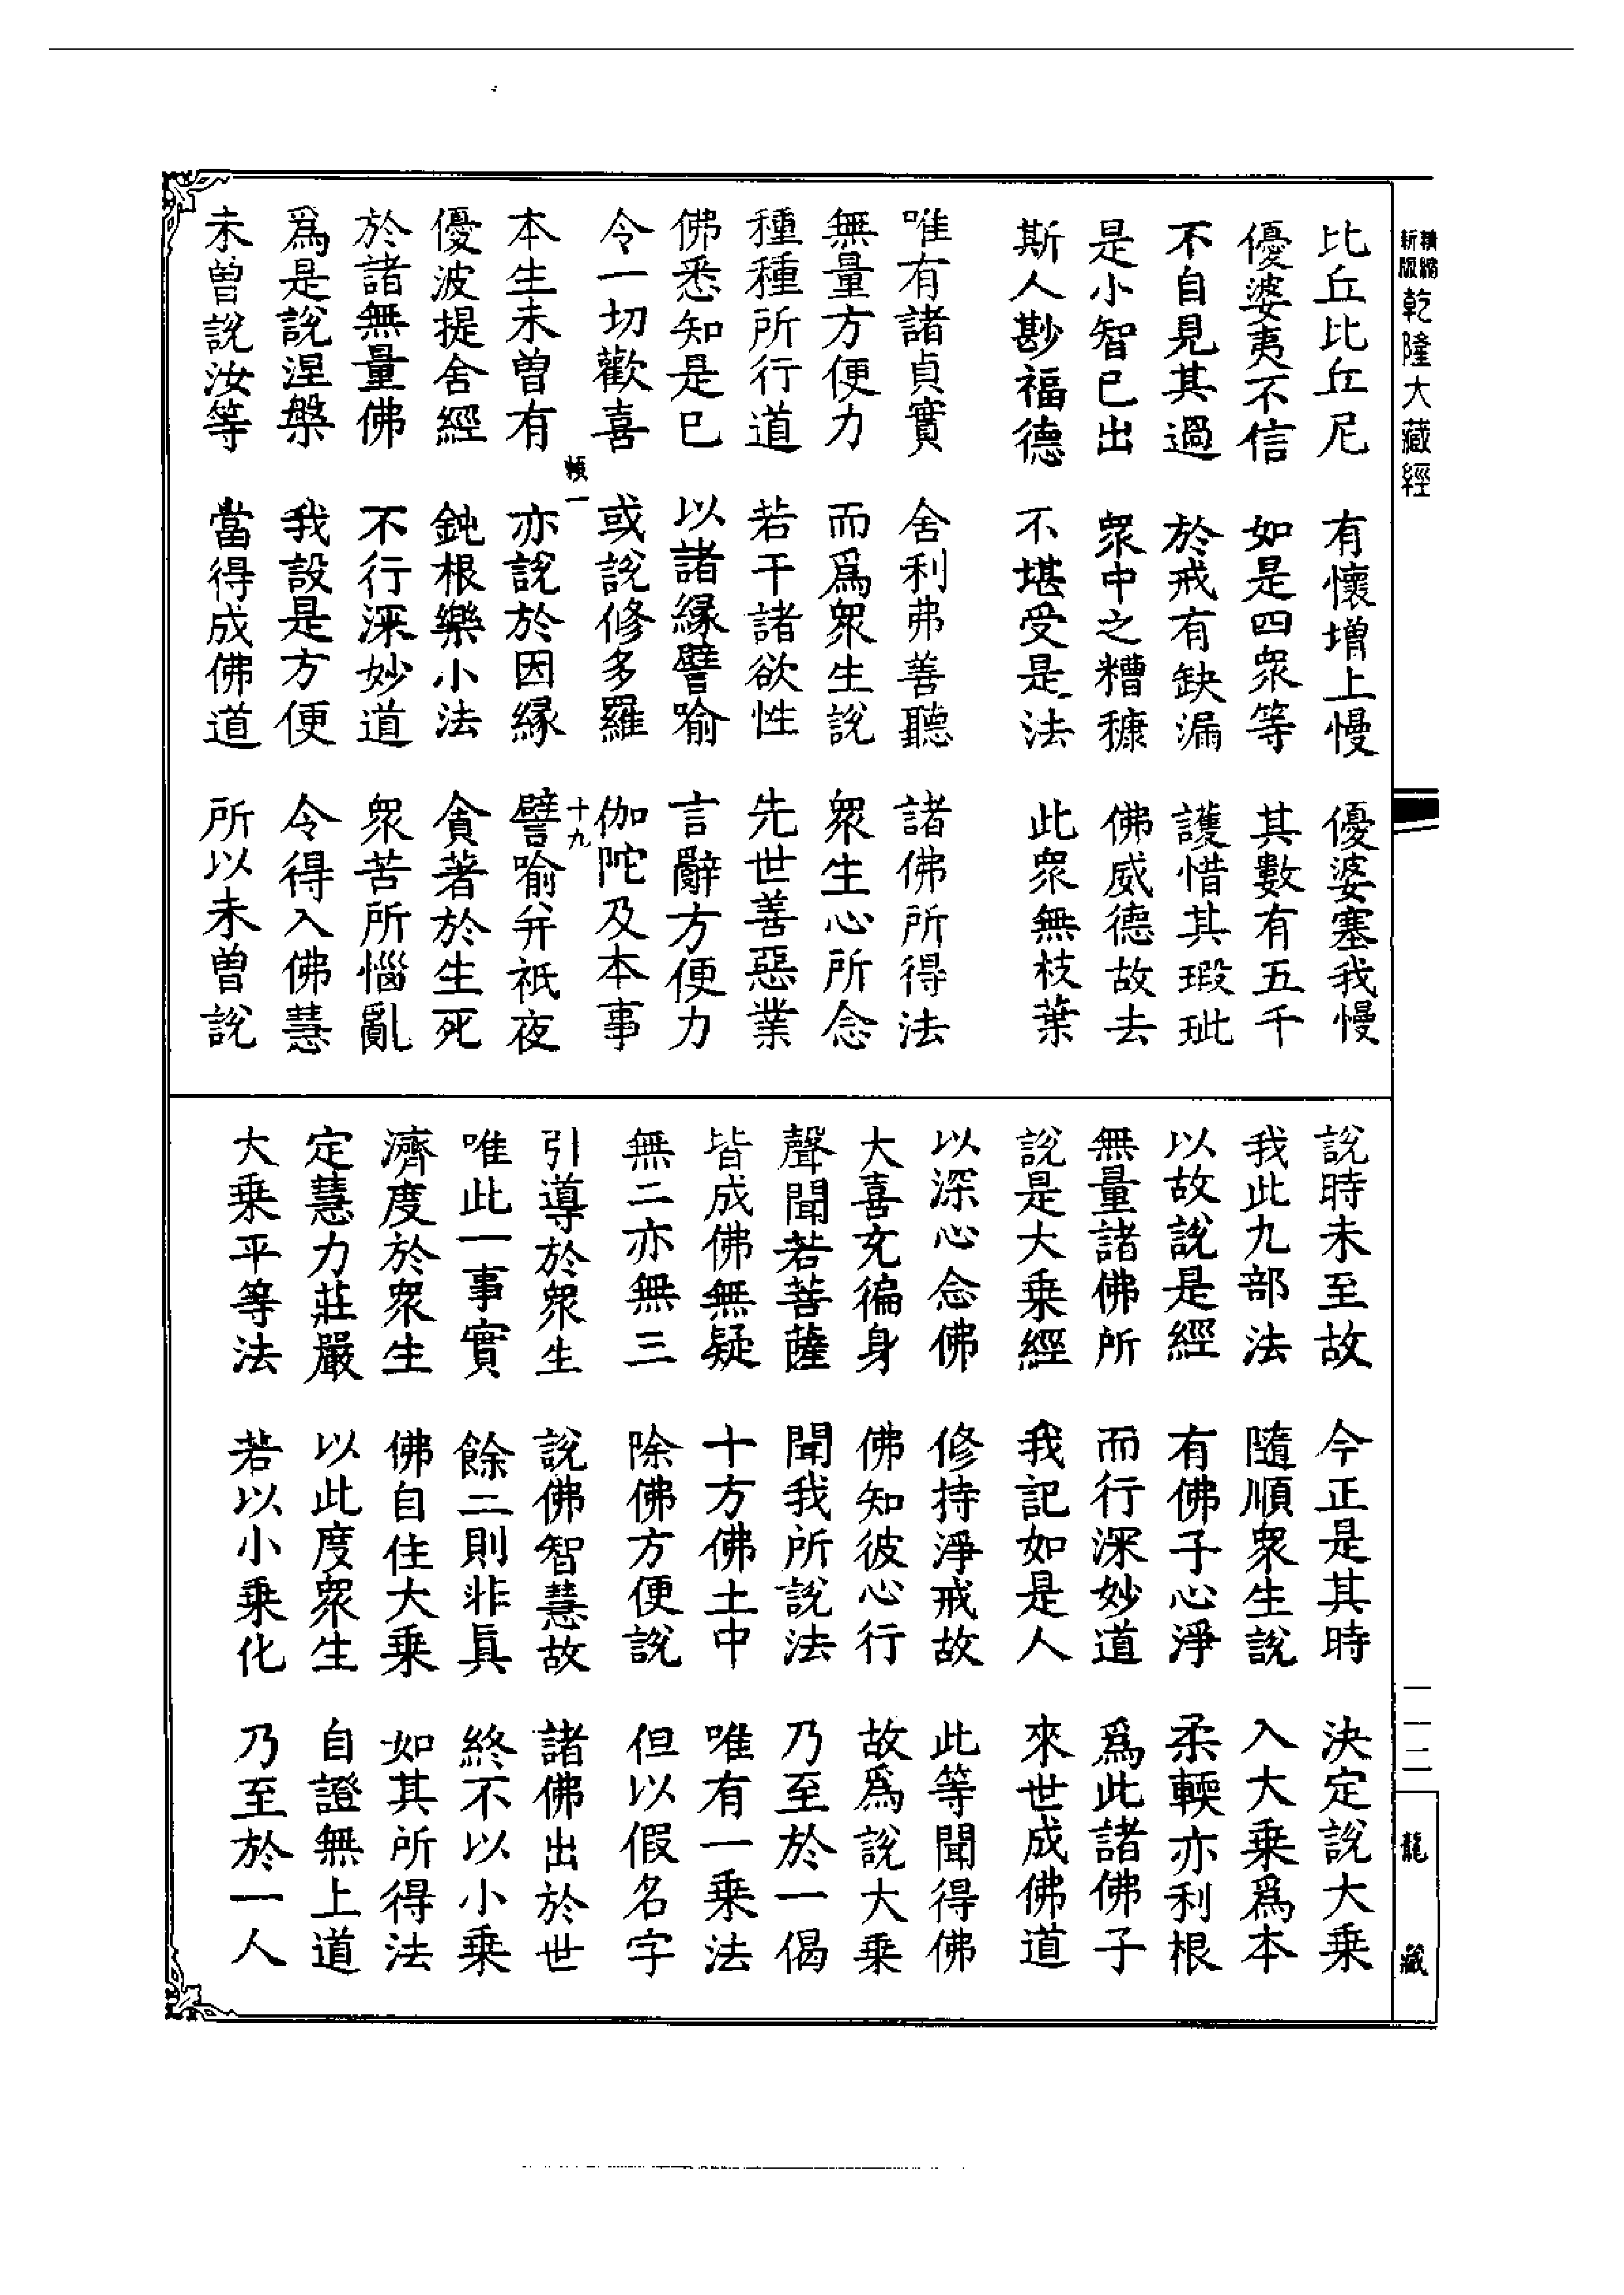 精縮
新版
乾隆大藏經
比丘比丘尼　有懷增上慢　優婆塞我慢
優婆夷不信　如是四衆等　其數有五千
不自見其過　於戒有缺漏　護惜其瑕玼
是小智已出　衆中之糟糠　佛威德故去
斯人尠福德　不堪受是法　此衆無枝葉
唯有諸貞實　舍利弗善聽　諸佛所得法
無量方便力　而爲衆生說　衆生心所念
種種所行道　若干諸欲性　先世善惡業
佛悉知是已　以諸緣譬喻　言辭方便力
令一切歡喜　或說修多羅　伽陀及本事
十九
本生未曾有　亦說於因緣　譬喻并祇夜
優波提舍經　鈍根樂小法　貪著於生死
於諸無量佛　不行深妙道　衆苦所惱亂
爲是說涅槃　我設是方便　令得入佛慧
未曾說汝等　當得成佛道　所以未曾說
說時未至故　今正是其時　決定說大乗
我此九部法　隨順衆生說　入大乗爲本
以故說是經　有佛子心淨　柔輭亦利根
無量諸佛所　而行深妙道　爲此諸佛子
說是大乗經　我記如是人　來世成佛道
以深心念佛　修持淨戒故　此等聞得佛
大喜充徧身　佛知彼心行　故爲說大乗
聲聞若菩薩　聞我所說法　乃至於一偈
皆成佛無疑　十方佛土中　唯有一乗法
無二亦無三　除佛方便說　但以假名字
引導於衆生　說佛智慧故　諸佛出於世
唯此一事實　餘二則非眞　終不以小乗
濟度於衆生　佛自住大乗　如其所得法
定慧力莊嚴　以此度衆生　自證無上道
大乗平等法　若以小乗化　乃至於一人
一一二
龍藏